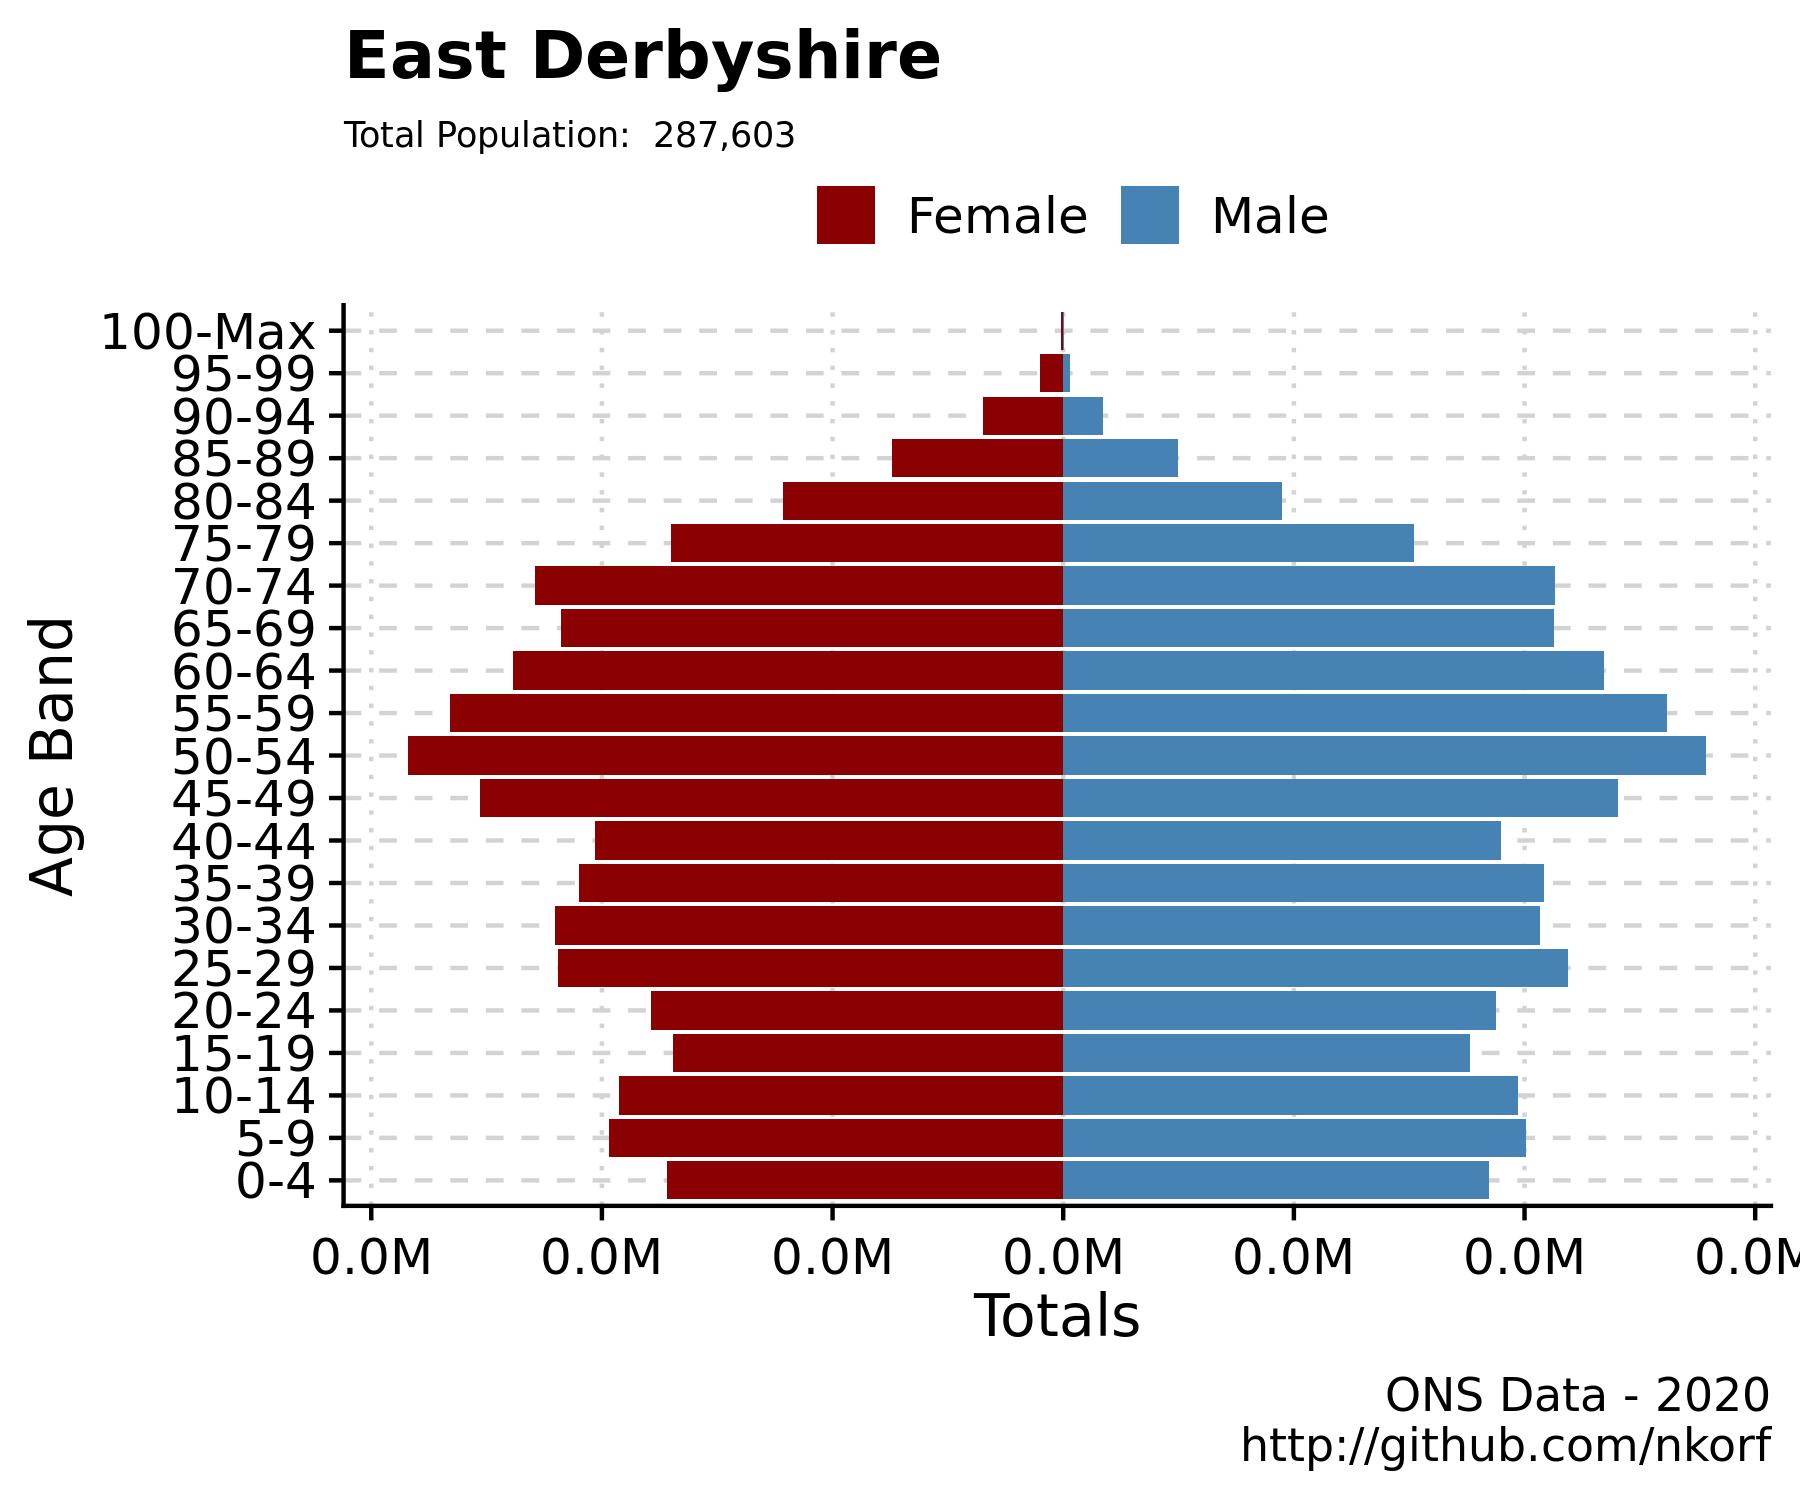 East Derbyshire
Total Population:  287,603
Female Male
Age Band
100-Max
95-99
90-94
85-89
80-84
75-79
70-74
65-69
60-64
55-59
50-54
45-49
40-44
35-39
30-34
25-29
20-24
15-19
10-14
5-9
0-4
0.0M 0.0M 0.0M 0.0M 0.0M 0.0M 0.0M
Totals
ONS Data - 2020
http://github.com/nkorf